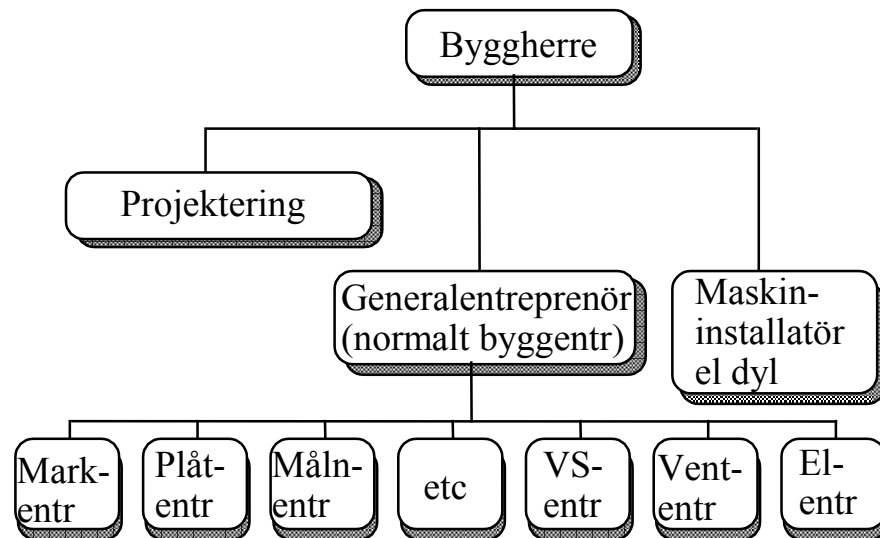 Byggherre
Projektering
Generalentreprenör
(normalt byggentr)
Maskin-
installatör
el dyl
Mark-
entr
Plåt-
entr
Måln-
entr
etc
VS-
entr
Vent-
entr
El-
entr